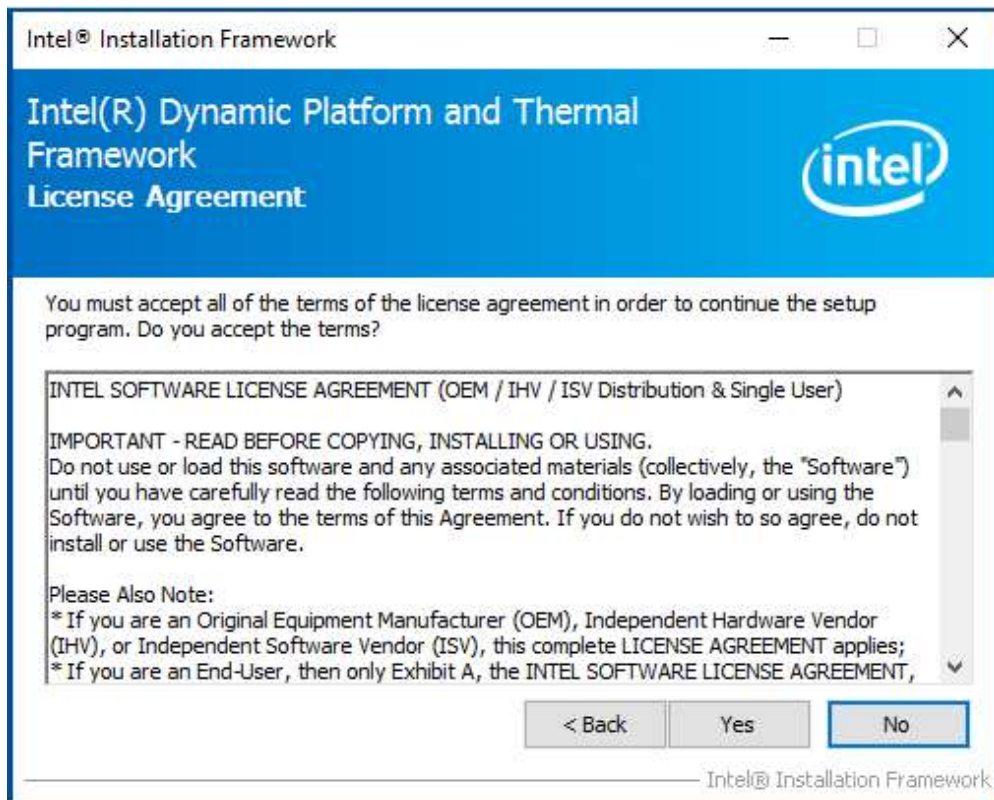 Intel® Installation Framework
Intel(R) Dynamic Platform and Thermal
Framework
License Agreement
intel
You must accept all of the terms of the license agreement in order to continue the setup
program. Do you accept the terms?
INTEL SOFTWARE LICENSE AGREEMENT (OEM / IHV / ISV Distribution & Single User)
IMPORTANT - READ BEFORE COPYING, INSTALLING OR USING.
Do not use or load this software and any associated materials (collectively, the "Software")
until you have carefully read the following terms and conditions. By loading or using the
Software, you agree to the terms of this Agreement. If you do not wish to so agree, do not
install or use the Software.
Please Also Note:
* If you are an Original Equipment Manufacturer (OEM), Independent Hardware Vendor
(IHV), or Independent Software Vendor (ISV), this complete LICENSE AGREEMENT applies;
* If you are an End-User, then only Exhibit A, the INTEL SOFTWARE LICENSE AGREEMENT,
< Back Yes No
Intel® Installation Framework